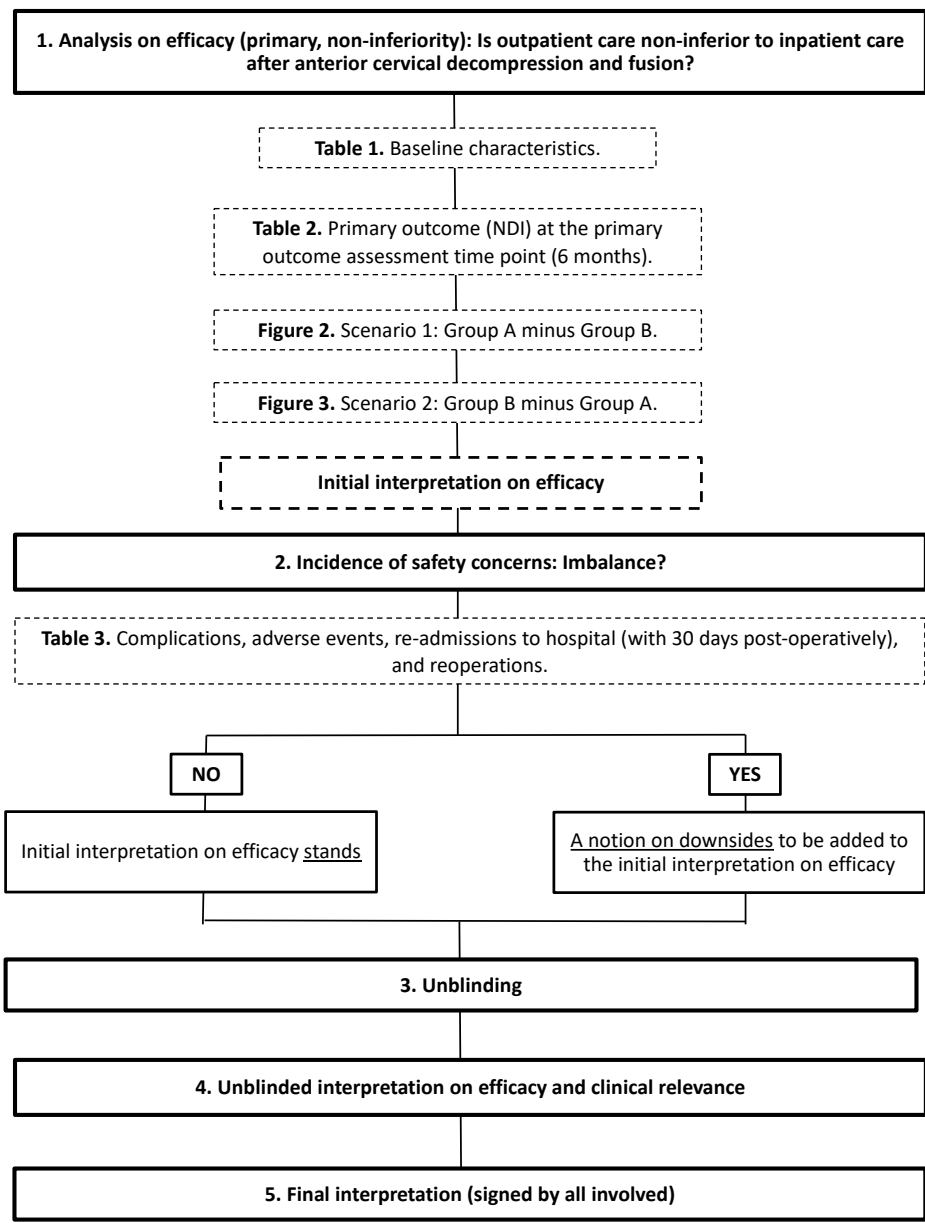 1. Analysis on efficacy (primary, non-inferiority): Is outpatient care non-inferior to inpatient care
after anterior cervical decompression and fusion?
Table 1. Baseline characteristics.
Table 2. Primary outcome (NDI) at the primary
outcome assessment time point (6 months).
Figure 2. Scenario 1: Group A minus Group B.
Figure 3. Scenario 2: Group B minus Group A.
Initial interpretation on efficacy
2. Incidence of safety concerns: Imbalance?
Table 3. Complications, adverse events, re-admissions to hospital (with 30 days post-operatively),
and reoperations.
NO
YES
Initial interpretation on efficacy stands
A notion on downsides to be added to
the initial interpretation on efficacy
3. Unblinding
4. Unblinded interpretation on efficacy and clinical relevance
5. Final interpretation (signed by all involved)